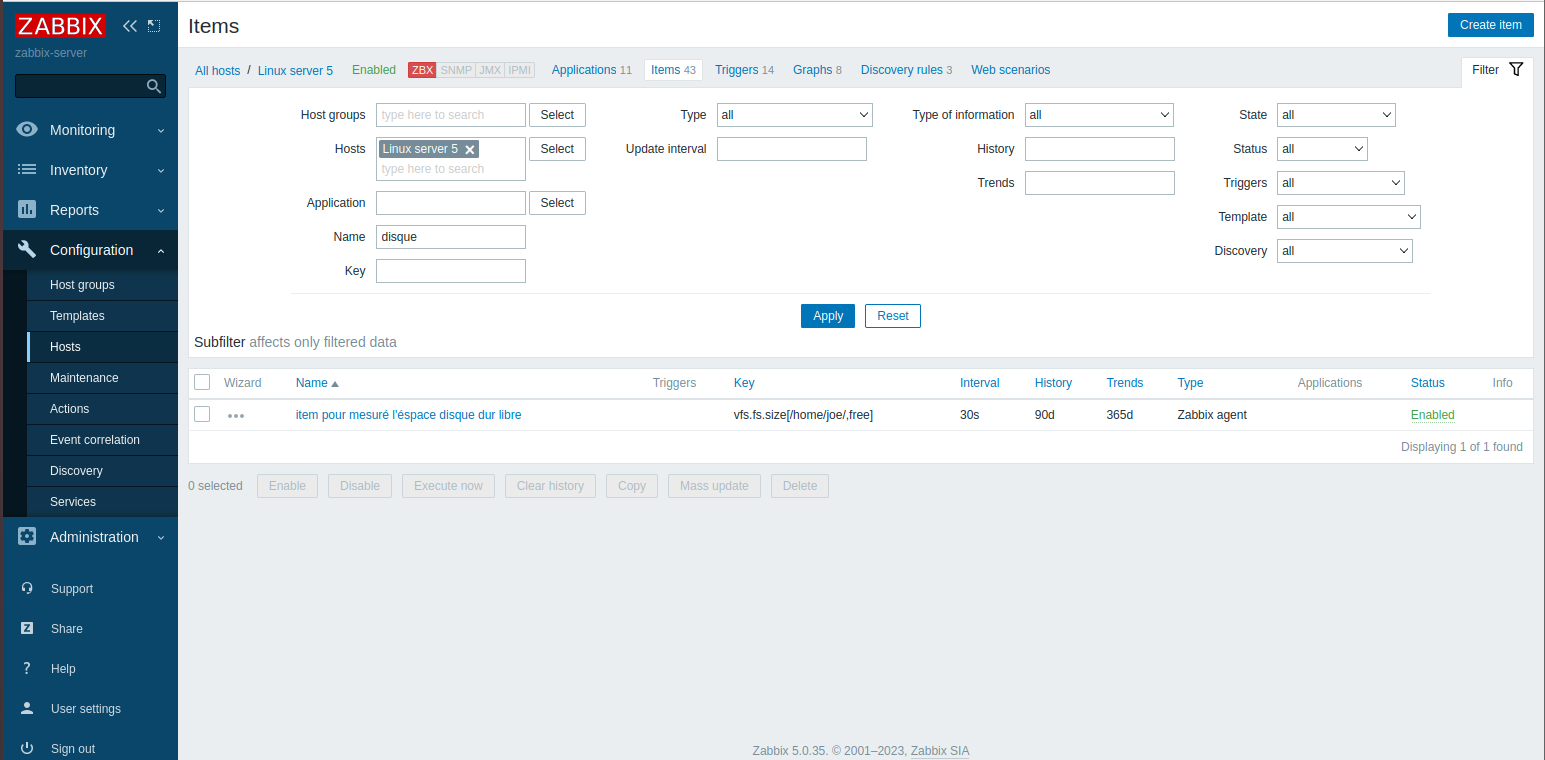 ZABBIX
zabbix-server
Monitoring
Inventory
Reports
Configuration
Host groups
Templates
Hosts
Maintenance
Actions
Event correlation
Discovery
Services
Administration
Support
Share
Help
User settings
Sign out
Items
Create item
All hosts / Linux server 5 Enabled ZBX SNMP JMX IPMI Applications 11 Items 43 Triggers 14 Graphs 8 Discovery rules 3 Web scenarios
Filter
Host groups type here to search Select Type all Type of information all State all
Hosts Linux server 5 Select Update interval History Status all
type here to search
Trends Triggers all
Application Select Template all
Name disque
Discovery all
Key
Apply Reset
Subfilter affects only filtered data
Wizard Name Triggers Key Interval History Trends Type Applications Status Info
item pour mesuré l'éspace disque dur libre vfs.fs.size[/home/joe/,free] 30s 90d 365d Zabbix agent Enabled
Displaying 1 of 1 found
0 selected Enable Disable Execute now Clear history Copy Mass update Delete
Zabbix 5.0.35. © 2001–2023, Zabbix SIA